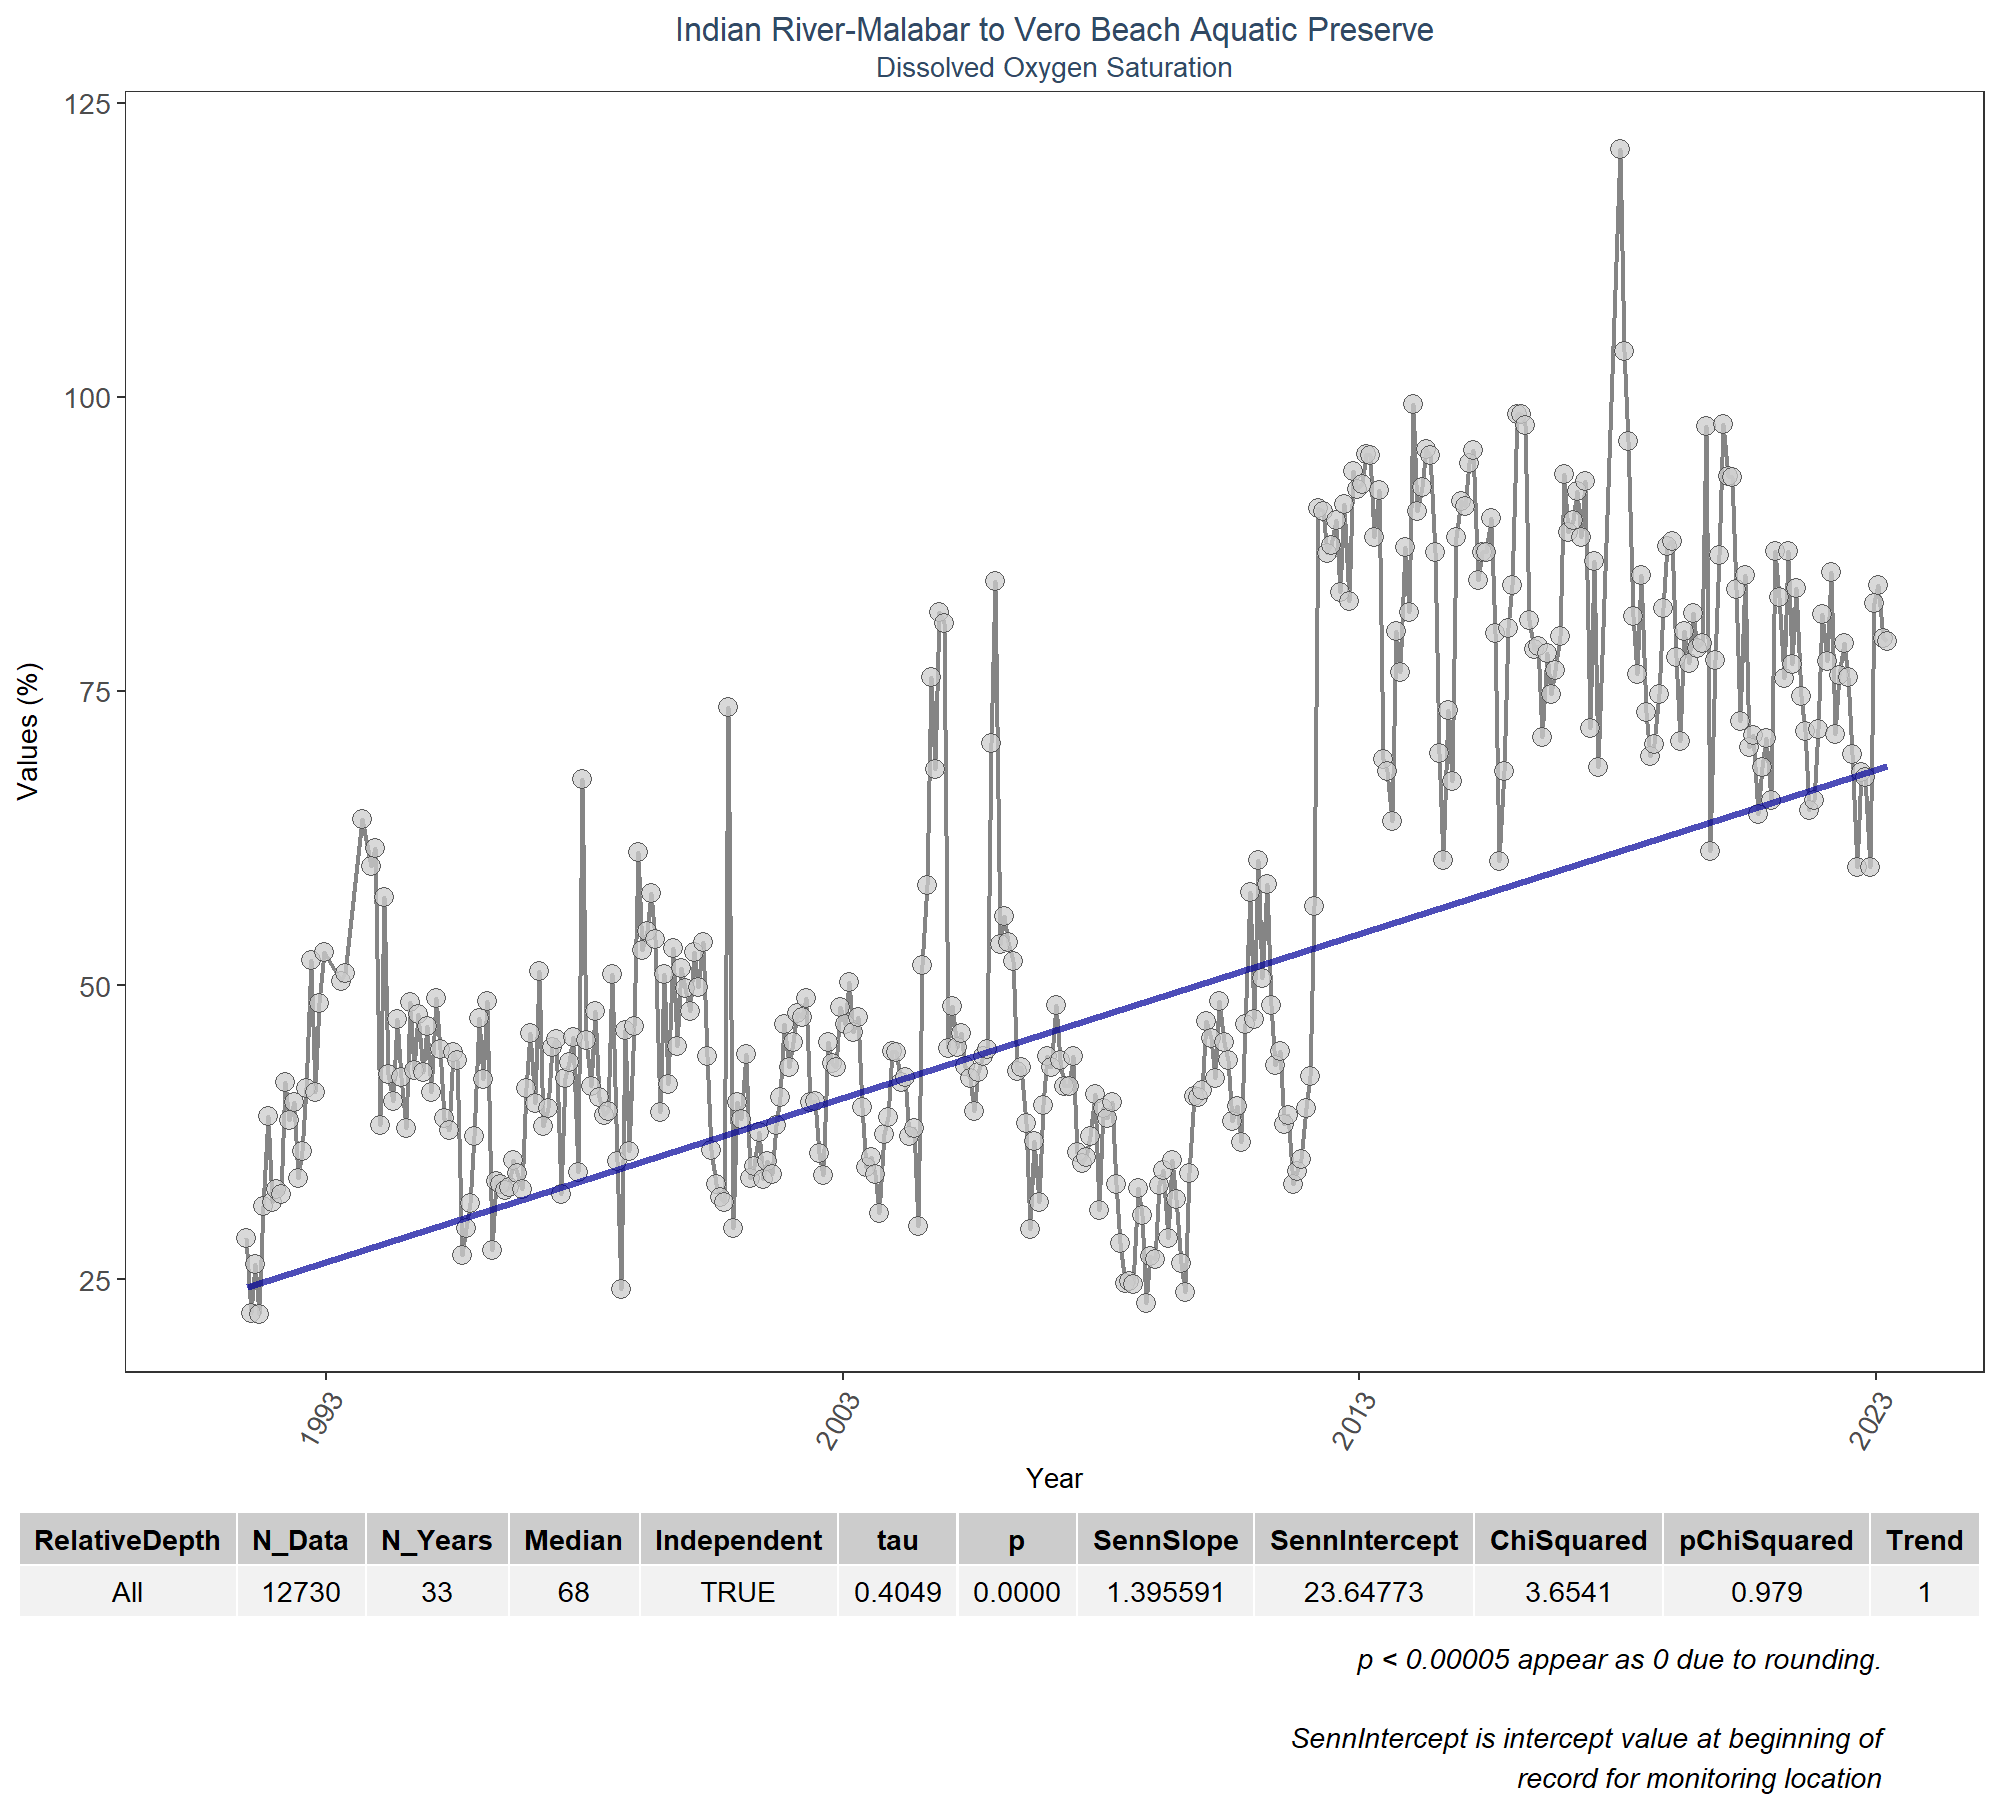 Indian River-Malabar to Vero Beach Aquatic Preserve
Dissolved Oxygen Saturation
125
100
75
50
25
Values (%)
1993
2003
2013
2023
Year
RelativeDepth N_Data N_Years Median Independent tau p SennSlope SennIntercept ChiSquared pChiSquared Trend
All 12730 33 68 TRUE 0.4049 0.0000 1.395591 23.64773 3.6541 0.979 1
p < 0.00005 appear as 0 due to rounding.
SennIntercept is intercept value at beginning of
record for monitoring location